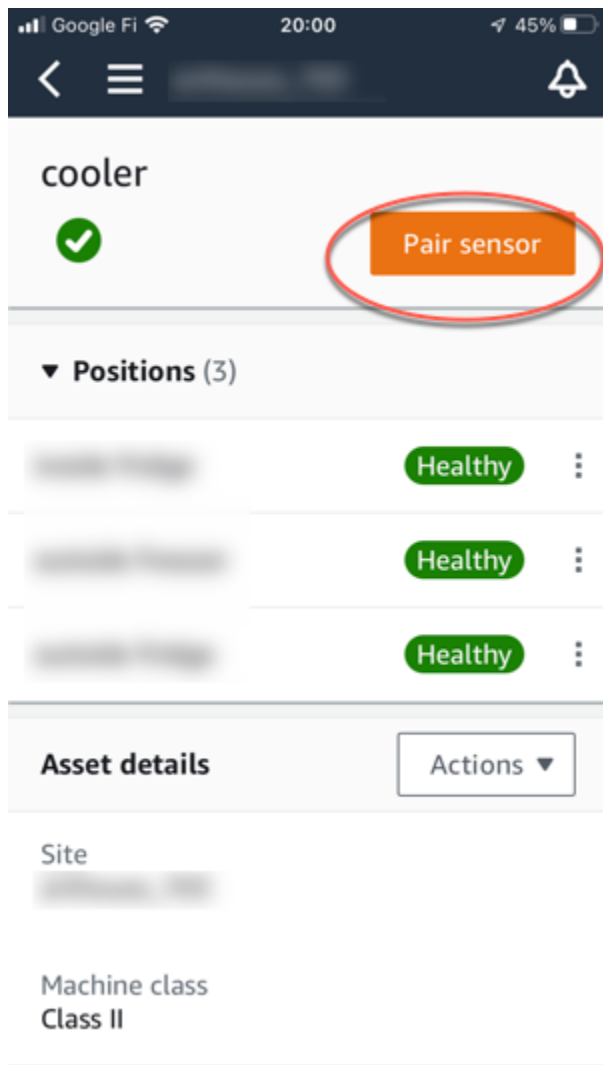 Google Fi 20:00 45%
cooler
Pair sensor
▼ Positions (3)
Healthy
Healthy
Healthy
Asset details Actions ▼
Site
Machine class
Class II